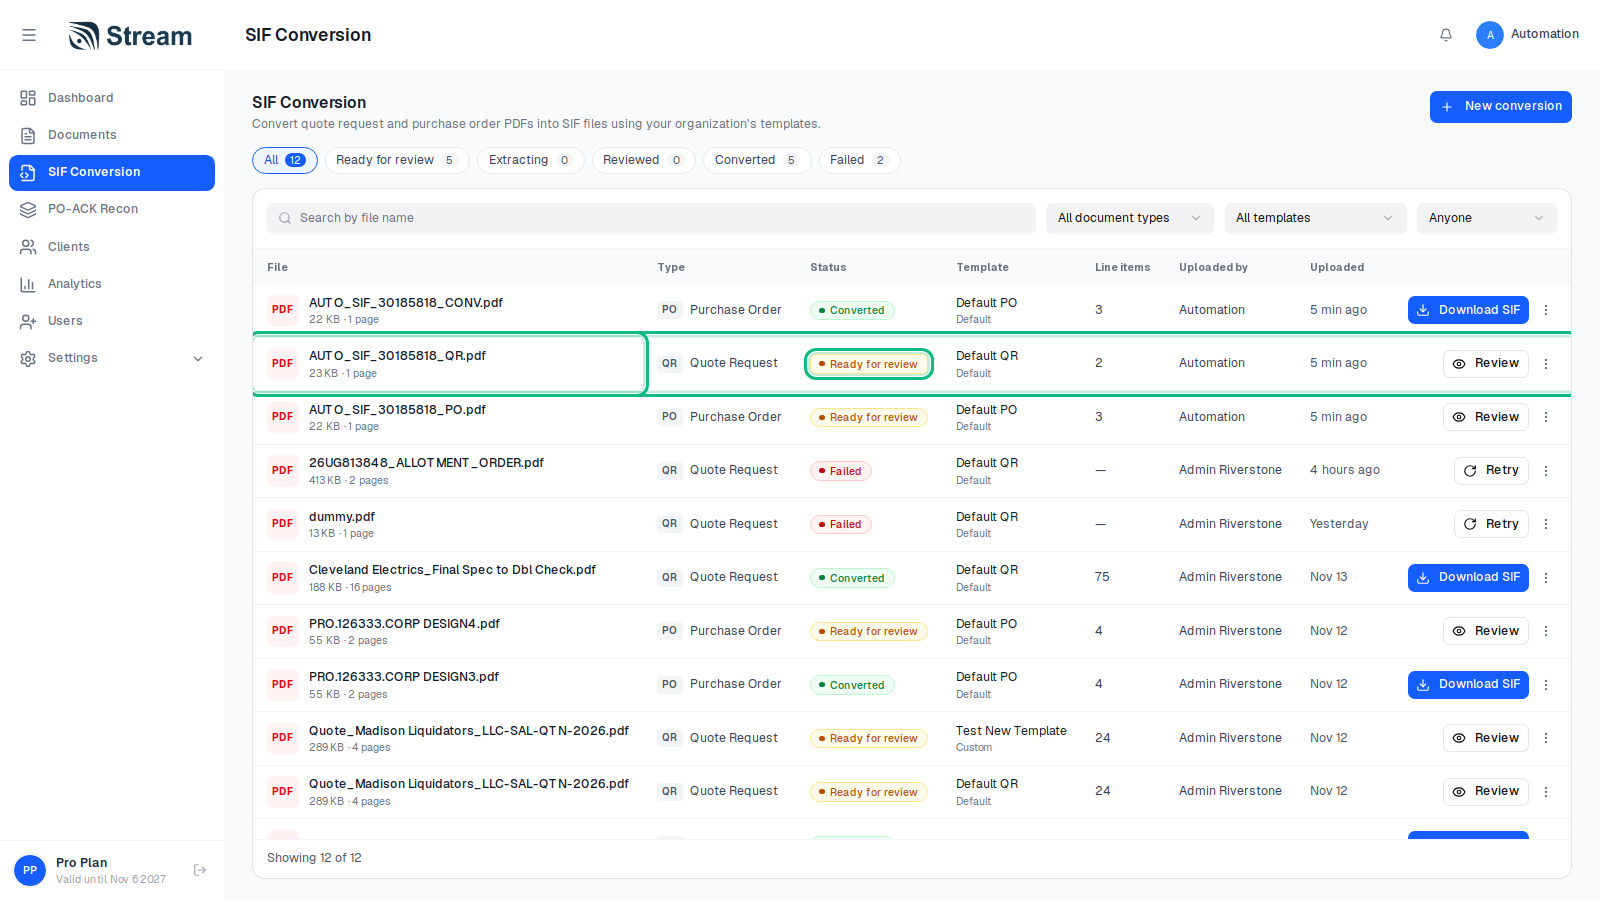 Stream
SIF Conversion
A
Automation
Dashboard
Documents
SIF Conversion
PO-ACK Recon
Clients
Analytics
Users
Settings
SIF Conversion
Convert quote request and purchase order PDFs into SIF files using your organization's templates.
New conversion
All 12
Ready for review 5
Extracting 0
Reviewed 0
Converted 5
Failed 2
Search by file name
All document types
All templates
Anyone
File Type Status Template Line items Uploaded by Uploaded
PDF AUTO_SIF_30185818_CONV.pdf PO Purchase Order Converted Default PO 3 Automation 5 min ago Download SIF
22 KB · 1 page Default
PDF AUTO_SIF_30185818_QR.pdf QR Quote Request Ready for review Default QR 2 Automation 5 min ago Review
23 KB · 1 page Default
PDF AUTO_SIF_30185818_PO.pdf PO Purchase Order Ready for review Default PO 3 Automation 5 min ago Review
22 KB · 1 page Default
PDF 26UG813848_ALLOTMENT_ORDER.pdf QR Quote Request Failed Default QR — Admin Riverstone 4 hours ago Retry
413 KB · 2 pages Default
PDF dummy.pdf QR Quote Request Failed Default QR — Admin Riverstone Yesterday Retry
13 KB · 1 page Default
PDF Cleveland Electrics_Final Spec to Dbl Check.pdf QR Quote Request Converted Default QR 75 Admin Riverstone Nov 13 Download SIF
188 KB · 16 pages Default
PDF PRO.126333.CORP DESIGN4.pdf PO Purchase Order Ready for review Default PO 4 Admin Riverstone Nov 12 Review
55 KB · 2 pages Default
PDF PRO.126333.CORP DESIGN3.pdf PO Purchase Order Converted Default PO 4 Admin Riverstone Nov 12 Download SIF
55 KB · 2 pages Default
PDF Quote_Madison Liquidators_LLC-SAL-QTN-2026.pdf QR Quote Request Ready for review Test New Template 24 Admin Riverstone Nov 12 Review
289 KB · 4 pages Custom
PDF Quote_Madison Liquidators_LLC-SAL-QTN-2026.pdf QR Quote Request Ready for review Default QR 24 Admin Riverstone Nov 12 Review
289 KB · 4 pages Default
Showing 12 of 12
PP
Pro Plan
Valid until Nov 6 2027